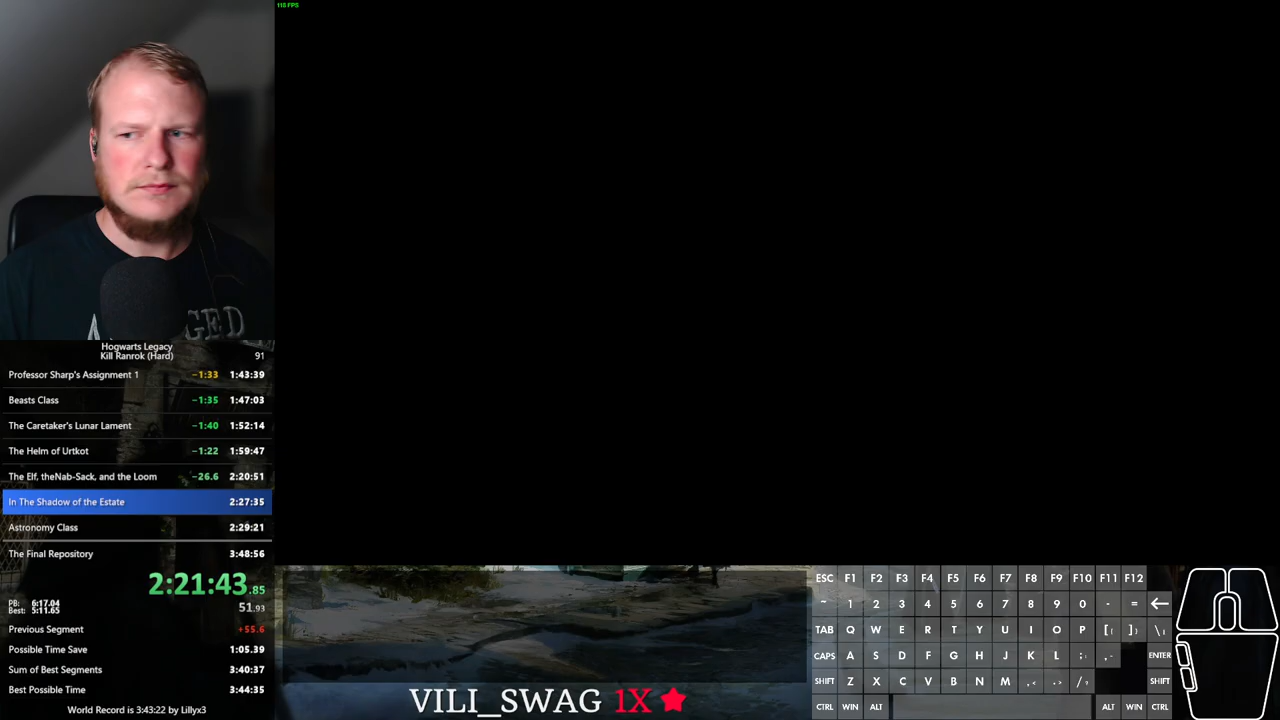 118 FPS
Hogwarts Legacy
Kill Ranrok (Hard) 91
Professor Sharp's Assignment 1 −1:33 1:43:39
Beasts Class −1:35 1:47:03
The Caretaker's Lunar Lament −1:40 1:52:14
The Helm of Urtkot −1:22 1:59:47
The Elf, theNab-Sack, and the Loom −26.6 2:20:51
In The Shadow of the Estate 2:27:35
Astronomy Class 2:29:21
The Final Repository 3:48:56
2:21:43.85
PB: 6:17.04
Best: 5:11.65
51.93
Previous Segment +55.6
Possible Time Save 1:05.39
Sum of Best Segments 3:40:37
Best Possible Time 3:44:35
World Record is 3:43:22 by Lillyx3
VILI_SWAG 1X
ESC F1 F2 F3 F4 F5 F6 F7 F8 F9 F10 F11 F12
~ 1 2 3 4 5 6 7 8 9 0 - =
TAB Q W E R T Y U I O P [{ ]} \|
CAPS A S D F G H J K L ;: ,- ENTER
SHIFT Z X C V B N M ,< .> /? SHIFT
CTRL WIN ALT ALT WIN CTRL